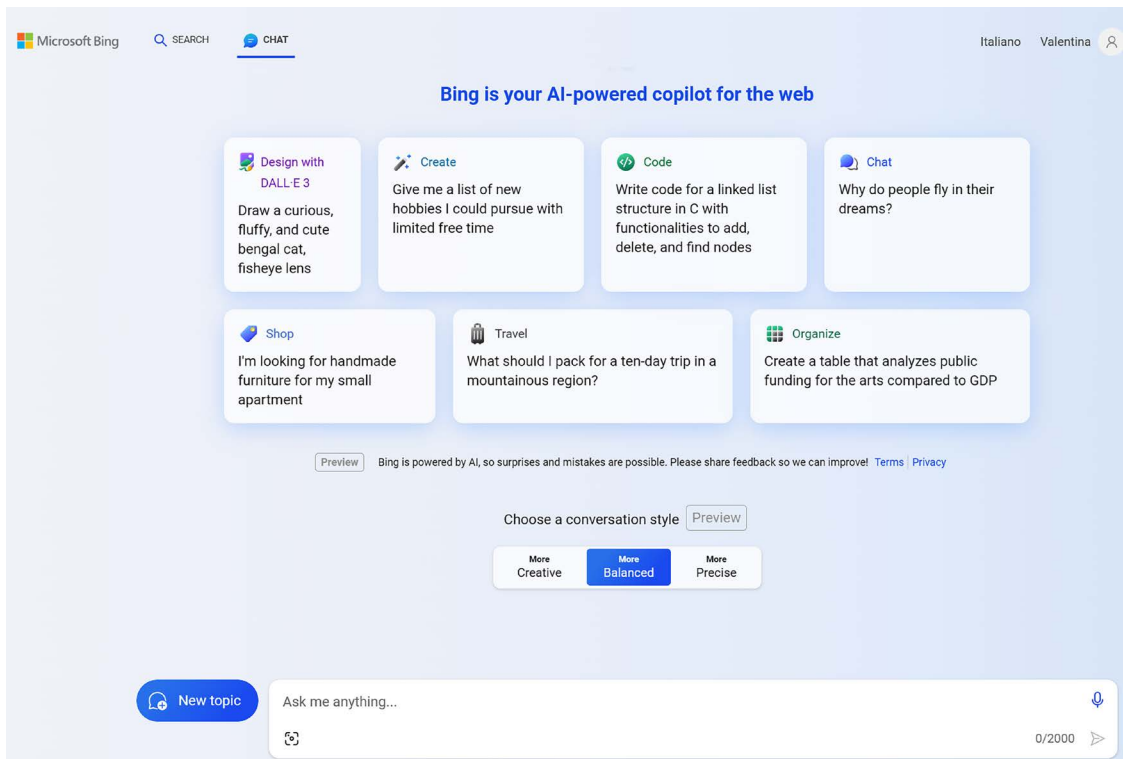 Microsoft Bing
SEARCH
CHAT
Italiano
Valentina
Bing is your AI-powered copilot for the web
Design with
DALL·E 3
Draw a curious,
fluffy, and cute
bengal cat,
fisheye lens
Create
Give me a list of new
hobbies I could pursue with
limited free time
Code
Write code for a linked list
structure in C with
functionalities to add,
delete, and find nodes
Chat
Why do people fly in their
dreams?
Shop
I'm looking for handmade
furniture for my small
apartment
Travel
What should I pack for a ten-day trip in a
mountainous region?
Organize
Create a table that analyzes public
funding for the arts compared to GDP
Preview
Bing is powered by AI, so surprises and mistakes are possible. Please share feedback so we can improve! Terms Privacy
Choose a conversation style Preview
More
Creative
More
Balanced
More
Precise
New topic
Ask me anything...
0/2000